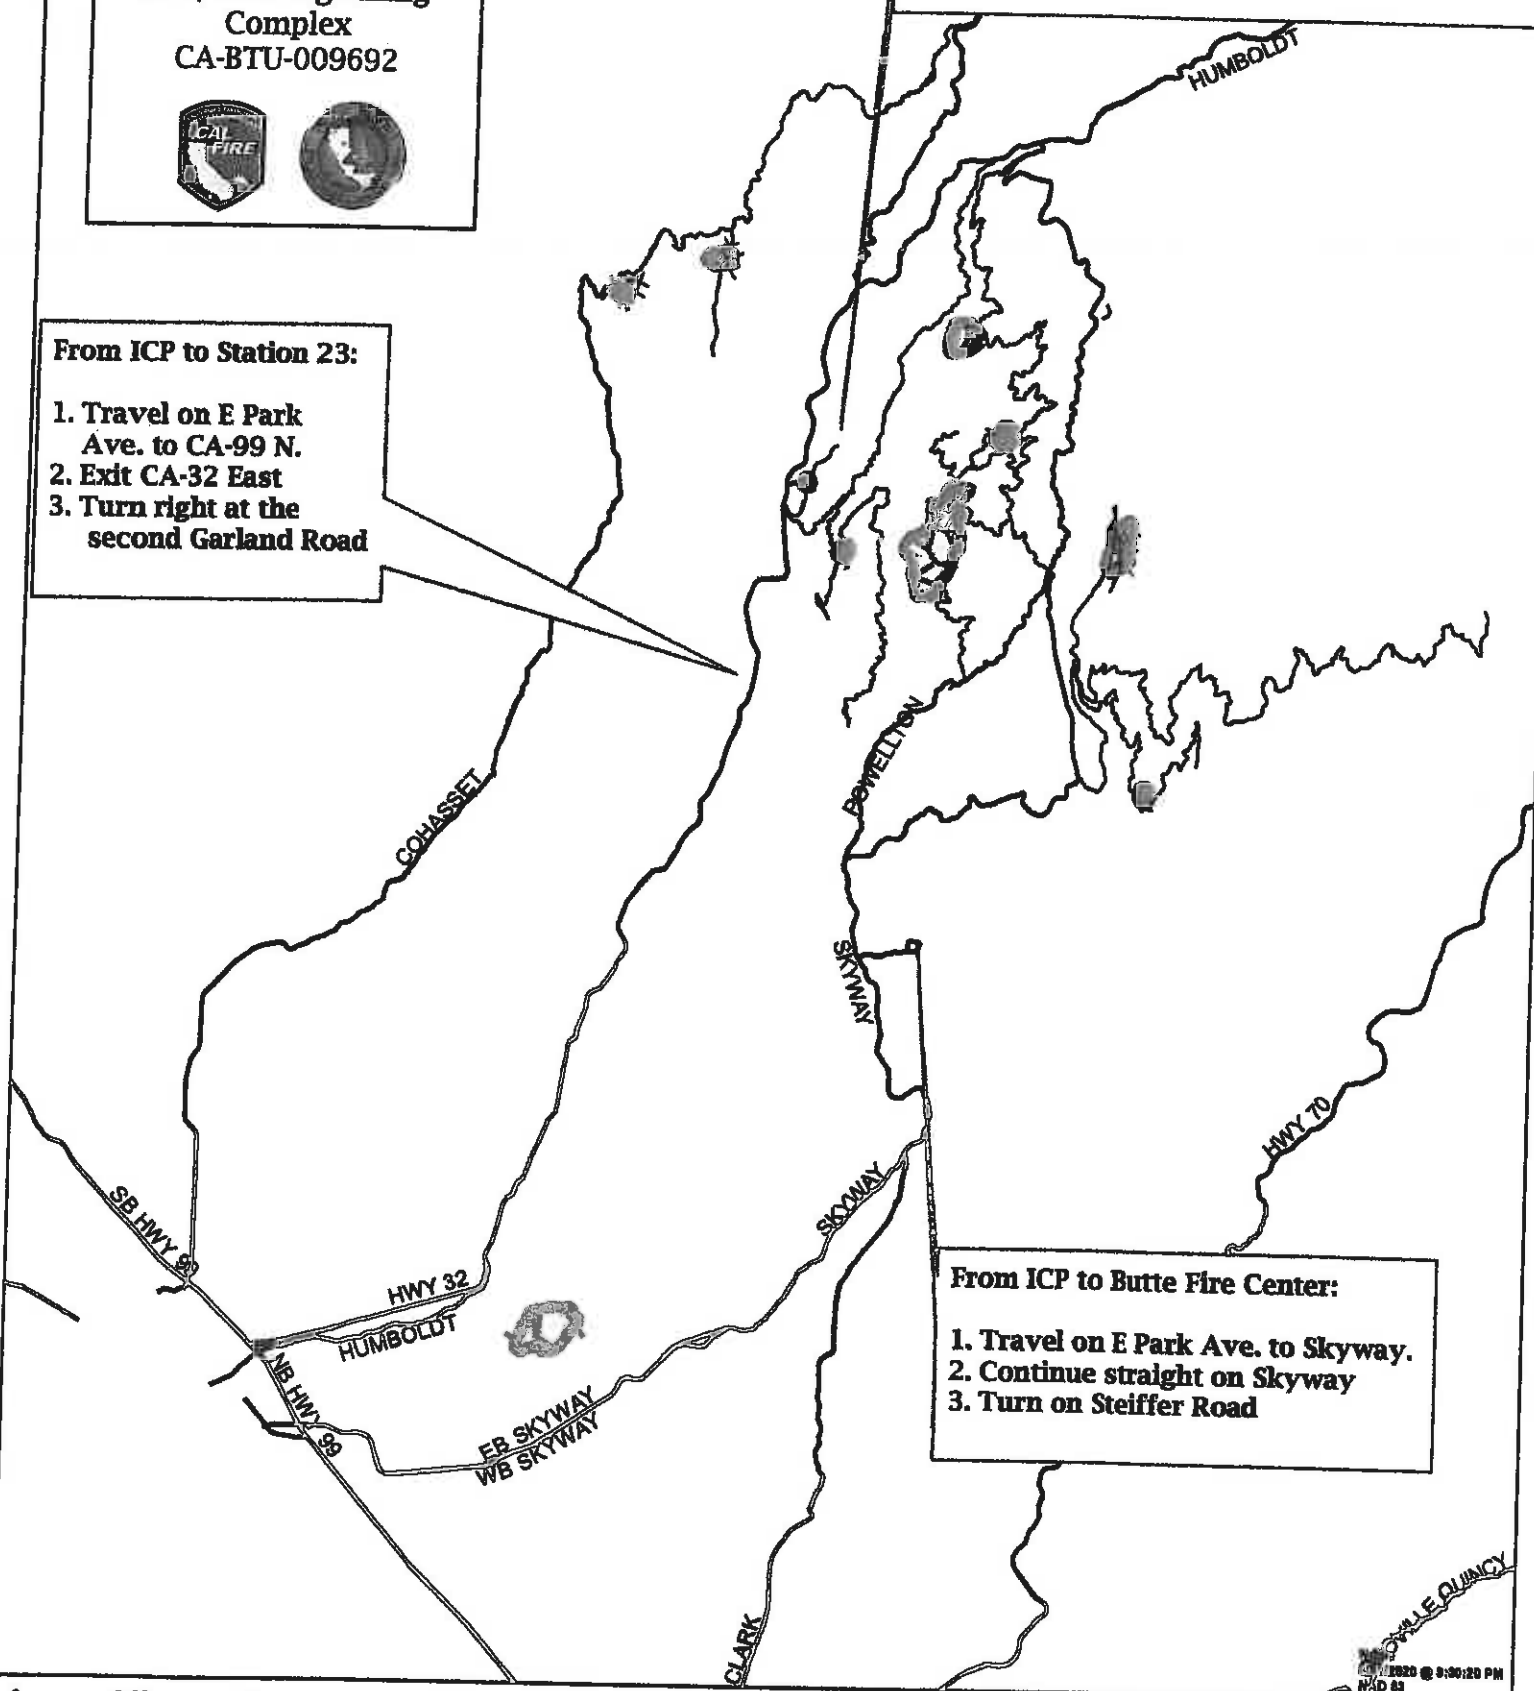 Complex
CA-BTU-009692
CAL
FIRE
HUMBOLDT
From ICP to Station 23:
1. Travel on E Park
Ave. to CA-99 N.
2. Exit CA-32 East
3. Turn right at the
second Garland Road
POWELLTON
COHASSET
SKYWAY
HWY 70
SB HWY 99
SKYWAY
HWY 32
HUMBOLDT
NB HWY 99
EB SKYWAY
WB SKYWAY
From ICP to Butte Fire Center:
1. Travel on E Park Ave. to Skyway.
2. Continue straight on Skyway
3. Turn on Steiffer Road
CLARK
QUINCY
@ 9:30:20 PM